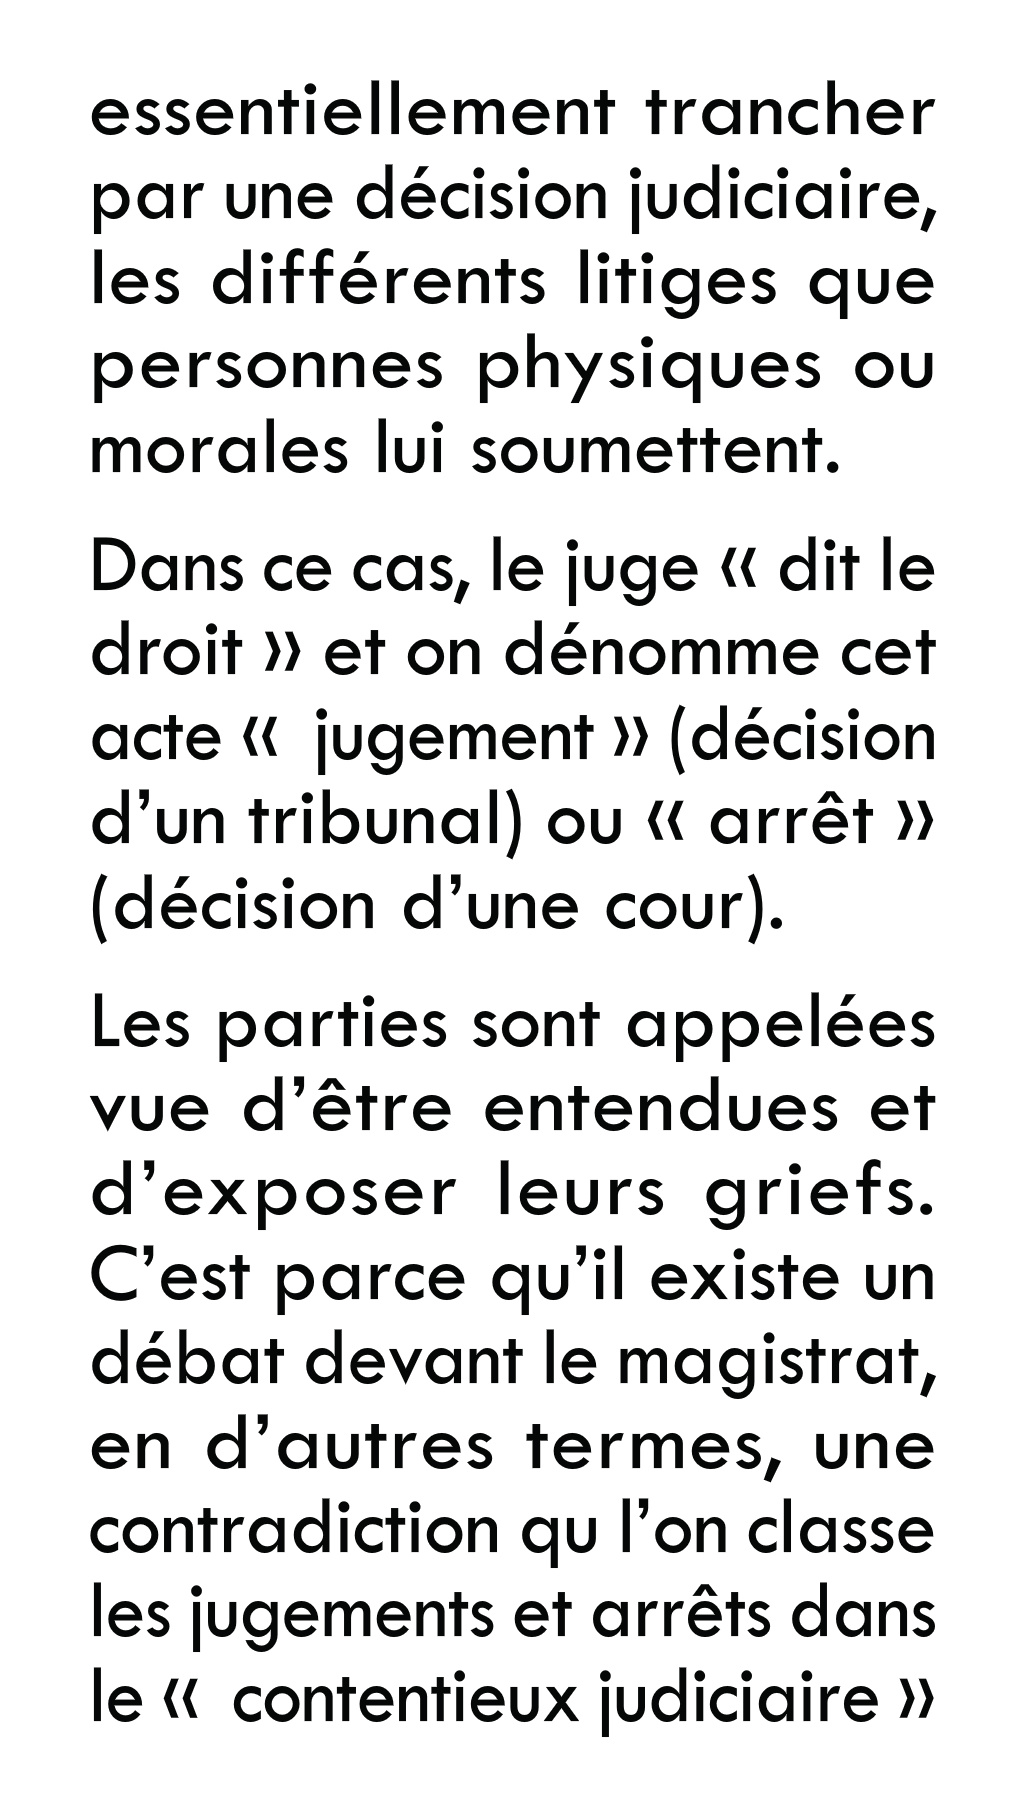 essentiellement trancher
par une décision judiciaire,
les différents litiges que
personnes physiques ou
morales lui soumettent.
Dans ce cas, le juge « dit le
droit » et on dénomme cet
acte « jugement » (décision
d’un tribunal) ou « arrêt »
(décision d’une cour).
Les parties sont appelées
vue d’être entendues et
d’exposer leurs griefs.
C’est parce qu’il existe un
débat devant le magistrat,
en d’autres termes, une
contradiction qu l’on classe
les jugements et arrêts dans
le « contentieux judiciaire »